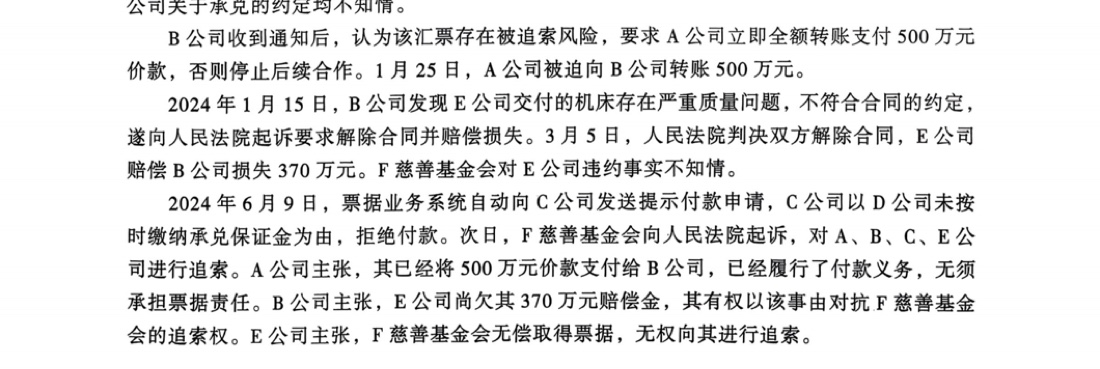 公司关于承兑的约定均不知情。
B 公司收到通知后，认为该汇票存在被追索风险，要求 A 公司立即全额转账支付 500 万元
价款，否则停止后续合作。1 月 25 日，A 公司被迫向 B 公司转账 500 万元。
2024 年 1 月 15 日，B 公司发现 E 公司交付的机床存在严重质量问题，不符合合同的约定，
遂向人民法院起诉要求解除合同并赔偿损失。3 月 5 日，人民法院判决双方解除合同，E 公司
赔偿 B 公司损失 370 万元。F 慈善基金会对 E 公司违约事实不知情。
2024 年 6 月 9 日，票据业务系统自动向 C 公司发送提示付款申请，C 公司以 D 公司未按
时缴纳承兑保证金为由，拒绝付款。次日，F 慈善基金会向人民法院起诉，对 A、B、C、E 公
司进行追索。A 公司主张，其已经将 500 万元价款支付给 B 公司，已经履行了付款义务，无须
承担票据责任。B 公司主张，E 公司尚欠其 370 万元赔偿金，其有权以该事由对抗 F 慈善基金
会的追索权。E 公司主张，F 慈善基金会无偿取得票据，无权向其进行追索。